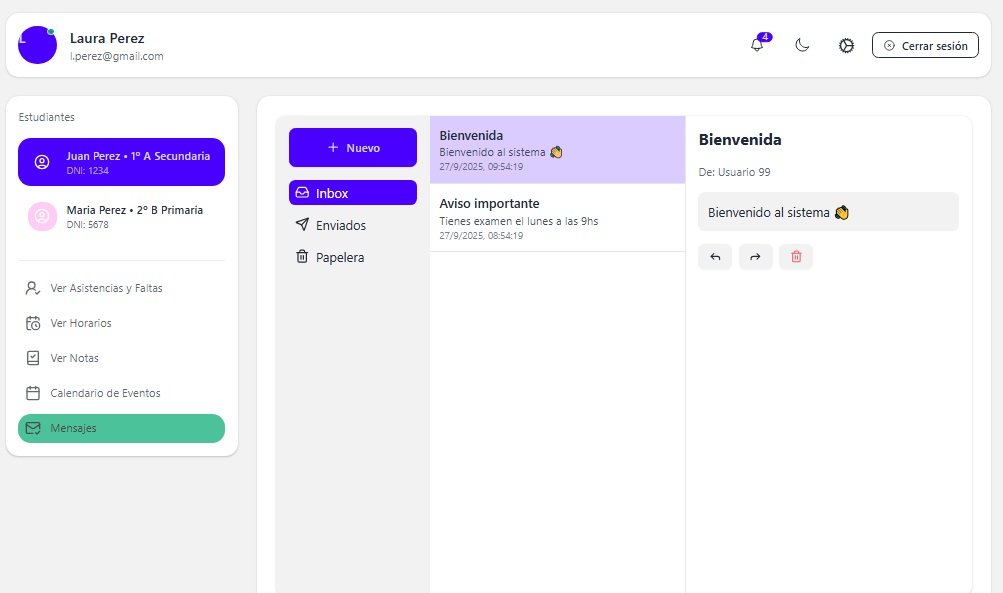 L
Laura Perez
l.perez@gmail.com
4
Cerrar sesión
Estudiantes
Juan Perez • 1º A Secundaria
DNI: 1234
Maria Perez • 2º B Primaria
DNI: 5678
Ver Asistencias y Faltas
Ver Horarios
Ver Notas
Calendario de Eventos
Mensajes
Nuevo
Inbox
Enviados
Papelera
Bienvenida
Bienvenido al sistema 👏
27/9/2025, 09:54:19
Aviso importante
Tienes examen el lunes a las 9hs
27/9/2025, 08:54:19
Bienvenida
De: Usuario 99
Bienvenido al sistema 👏